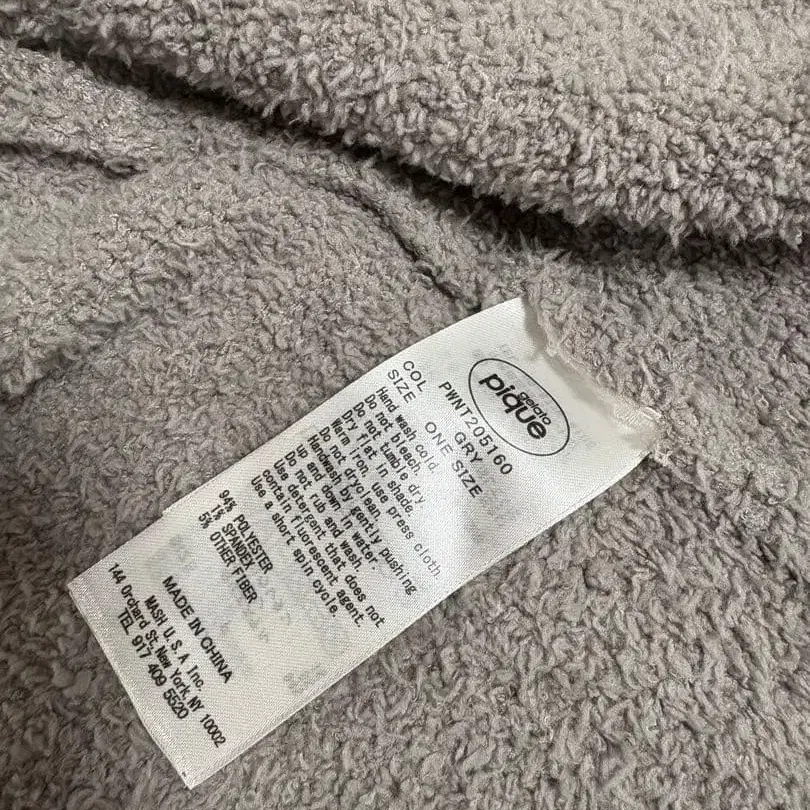 gelato
pique
PWNT205160
COL GRY
SIZE ONE SIZE
Hand wash cold.
Do not bleach.
Do not tumble dry.
Dry flat in shade.
Warm iron, use press cloth.
Do not dryclean.
Handwash by gently pushing
up and down in water.
Do not rub and wash.
Use detergent that does not
contain fluorescent agent.
Use a short spin cycle.
94% POLYESTER
1% SPANDEX
5% OTHER FIBER
MADE IN CHINA
MASH U.S.A Inc.
144 Orchard St, New York, NY 10002
TEL 917 409 5520